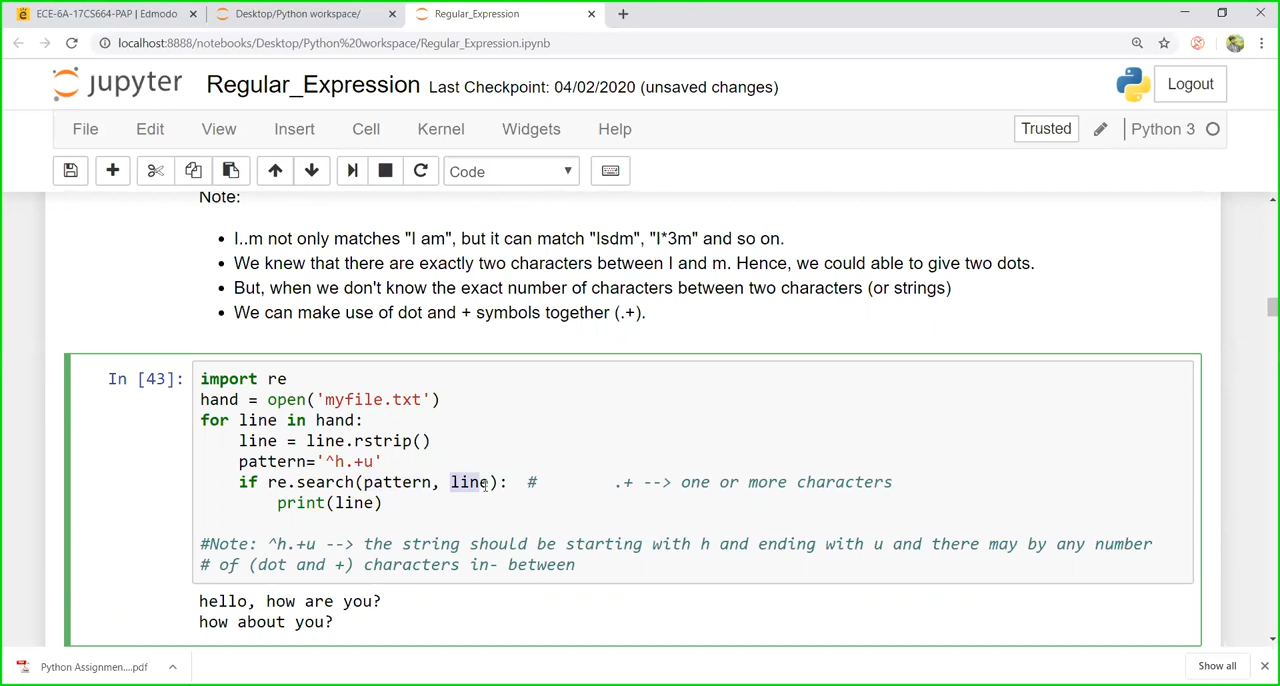 ECE-6A-17CS664-PAP | Edmodo
Desktop/Python workspace/
Regular_Expression
localhost:8888/notebooks/Desktop/Python%20workspace/Regular_Expression.ipynb
jupyter Regular_Expression Last Checkpoint: 04/02/2020 (unsaved changes)
Logout
File Edit View Insert Cell Kernel Widgets Help
Trusted Python 3
Code
Note:
• I..m not only matches "I am", but it can match "Isdm", "I*3m" and so on.
• We knew that there are exactly two characters between I and m. Hence, we could able to give two dots.
• But, when we don't know the exact number of characters between two characters (or strings)
• We can make use of dot and + symbols together (.+).
In [43]:
import re
hand = open('myfile.txt')
for line in hand:
    line = line.rstrip()
    pattern='^h.+u'
    if re.search(pattern, line):  #        .+ --> one or more characters
        print(line)
#Note: ^h.+u --> the string should be starting with h and ending with u and there may by any number
# of (dot and +) characters in- between
hello, how are you?
how about you?
Python Assignmen....pdf
Show all